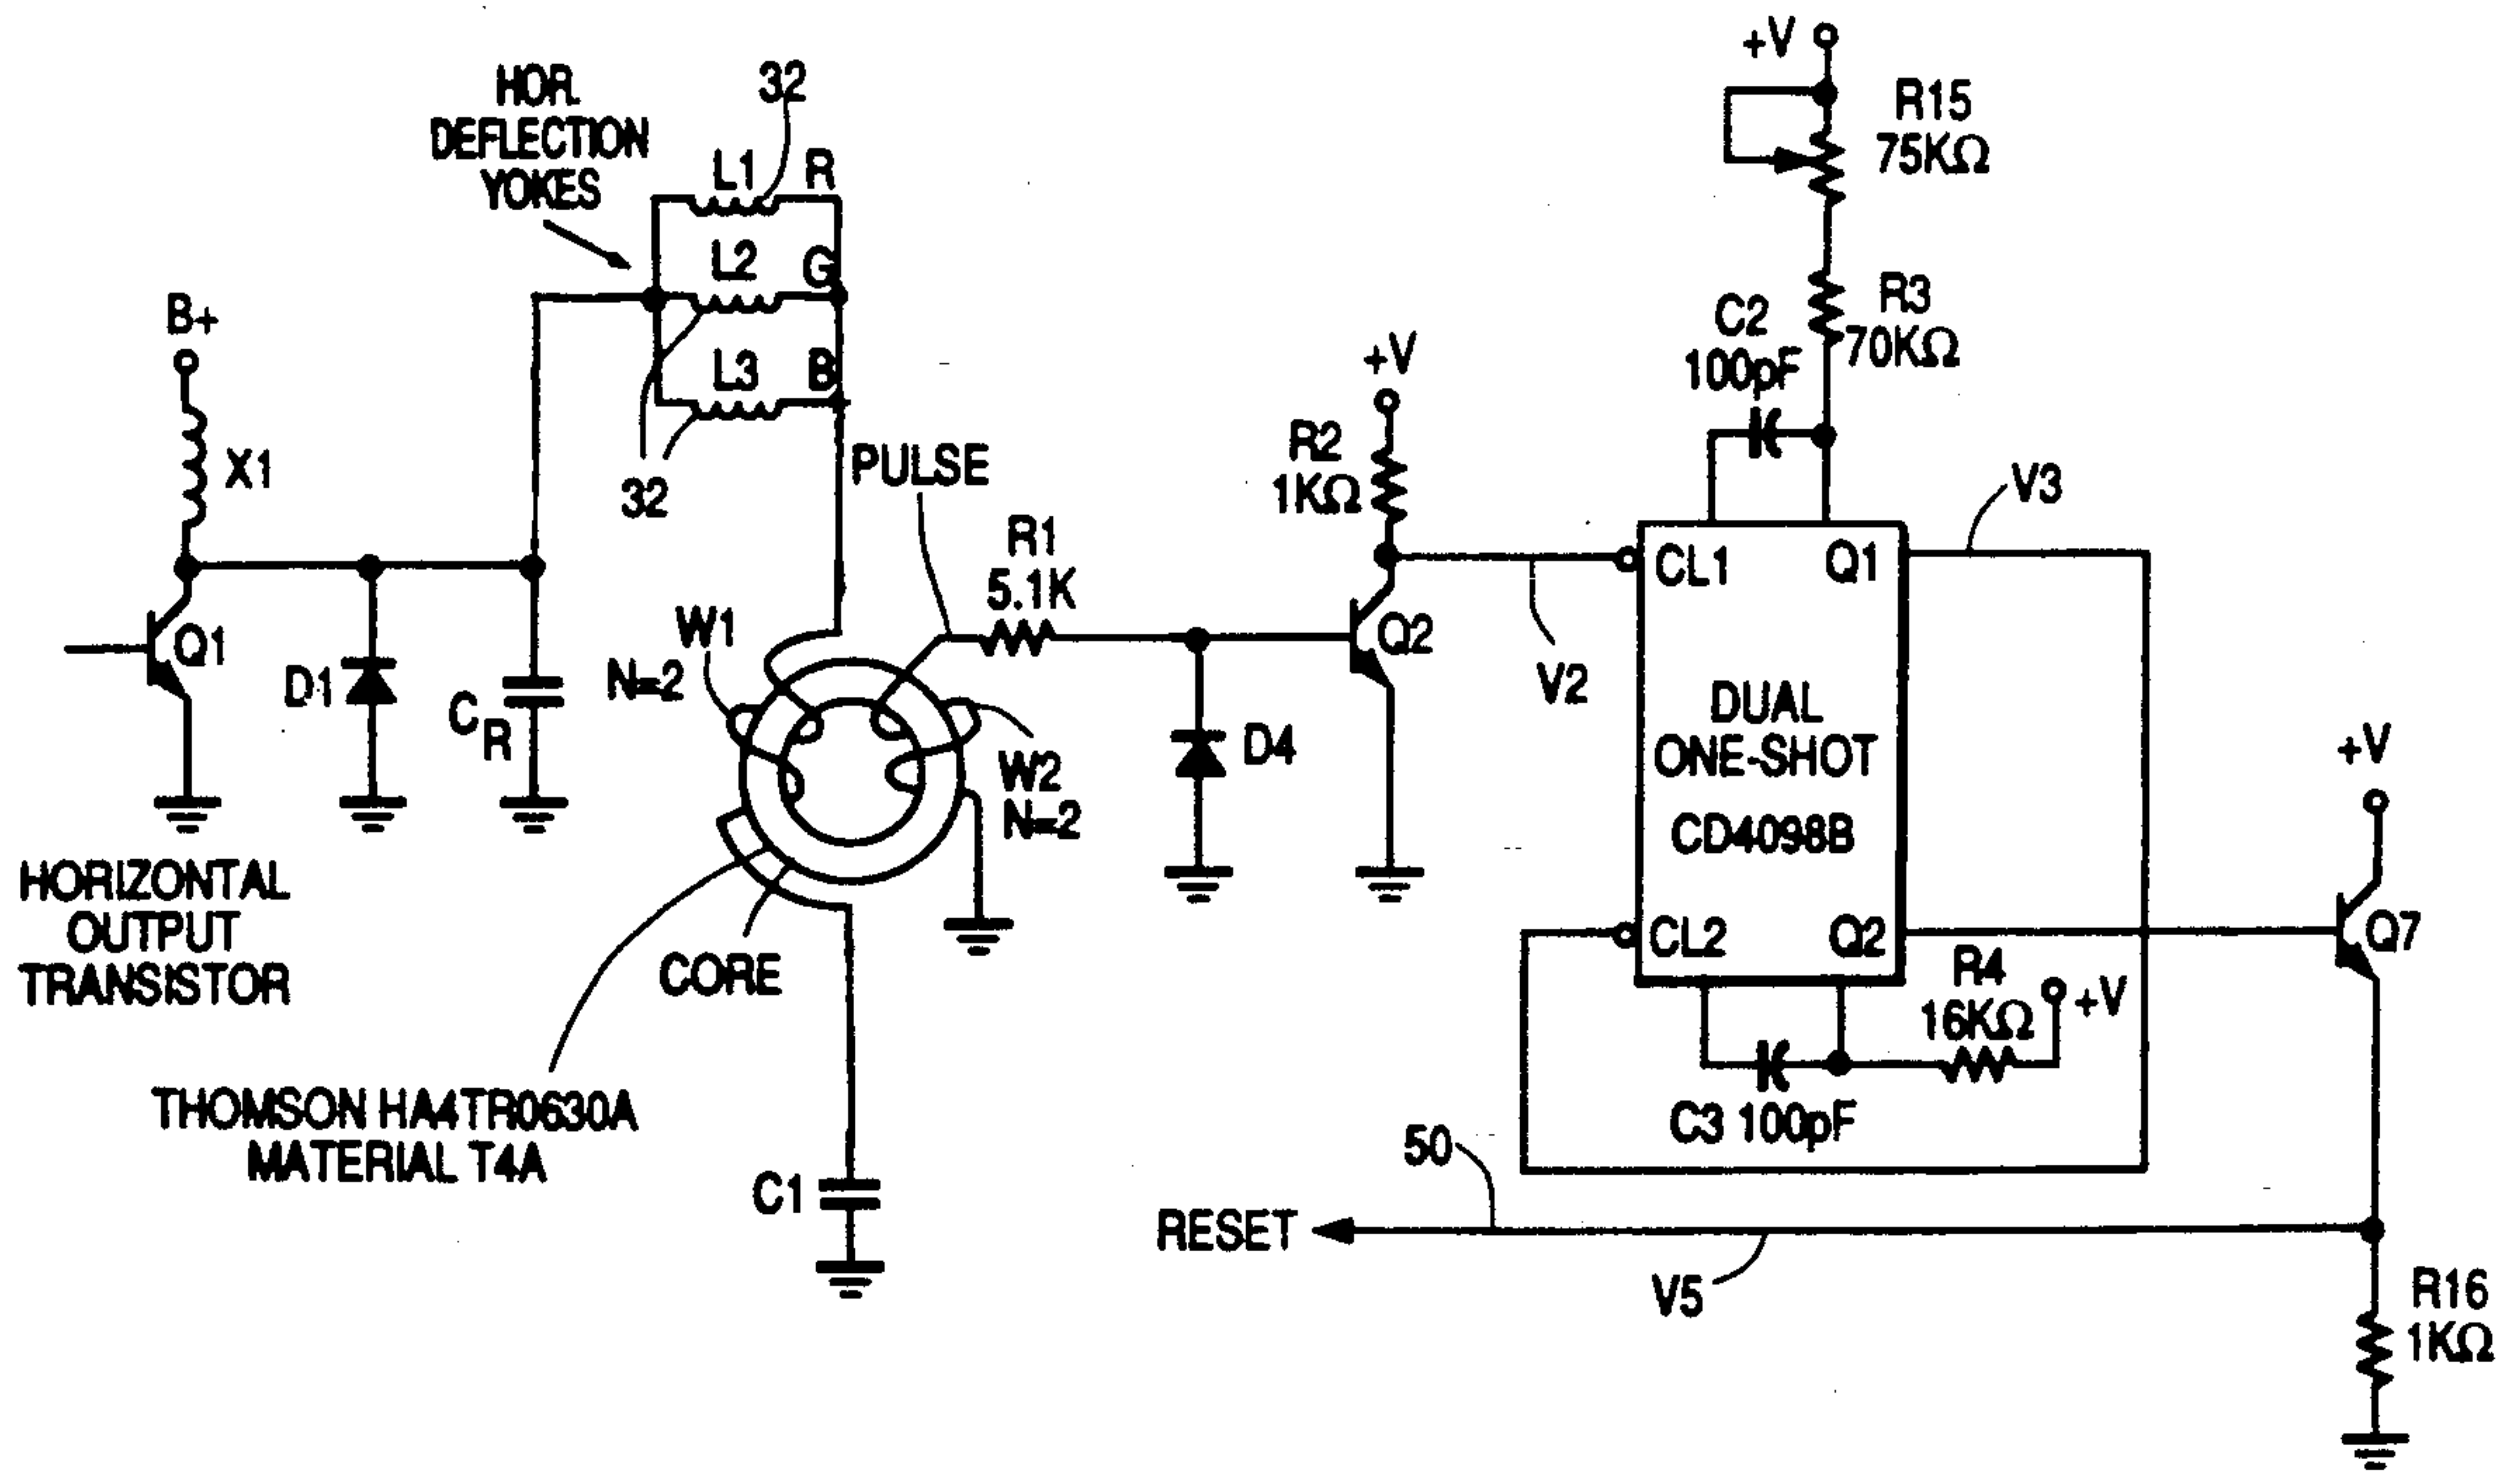 +V
R15
75KΩ
HOR.
DEFLECTION
YOKES
32
L1 R
L2 G
L3 B
32
B+
X1
Q1
D1
CR
HORIZONTAL
OUTPUT
TRANSISTOR
PULSE
R1
5.1K
W1
N=2
W2
N=2
CORE
THOMSON HA4TR0630A
MATERIAL T4A
C1
D4
+V
R2
1KΩ
Q2
V2
C2
100pF
R3
70KΩ
V3
CL1 Q1
DUAL
ONE-SHOT
CD4098B
CL2 Q2
R4
16KΩ
+V
C3 100pF
+V
Q7
50
RESET
V5
R16
1KΩ